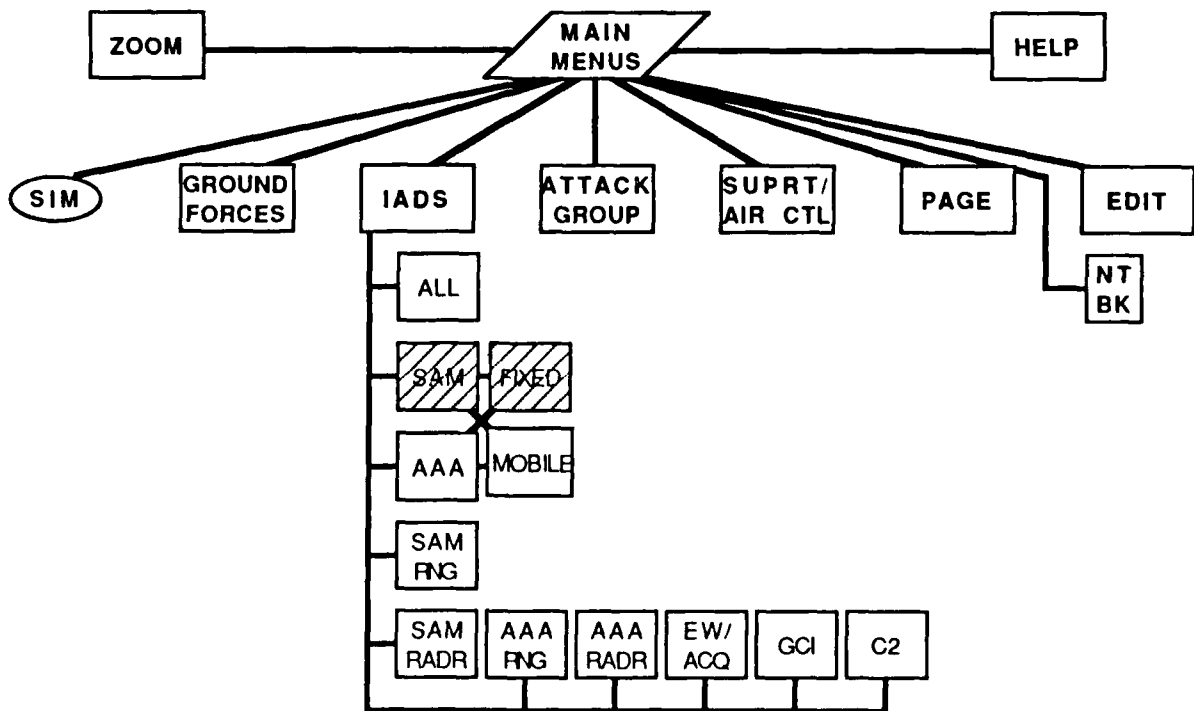 ZOOM
MAIN
MENUS
HELP
SIM
GROUND
FORCES
IADS
ATTACK
GROUP
SUPRT/
AIR CTL
PAGE
EDIT
NT
BK
ALL
SAM
FIXED
AAA
MOBILE
SAM
RNG
SAM
RADR
AAA
RNG
AAA
RADR
EW/
ACQ
GCI
C2